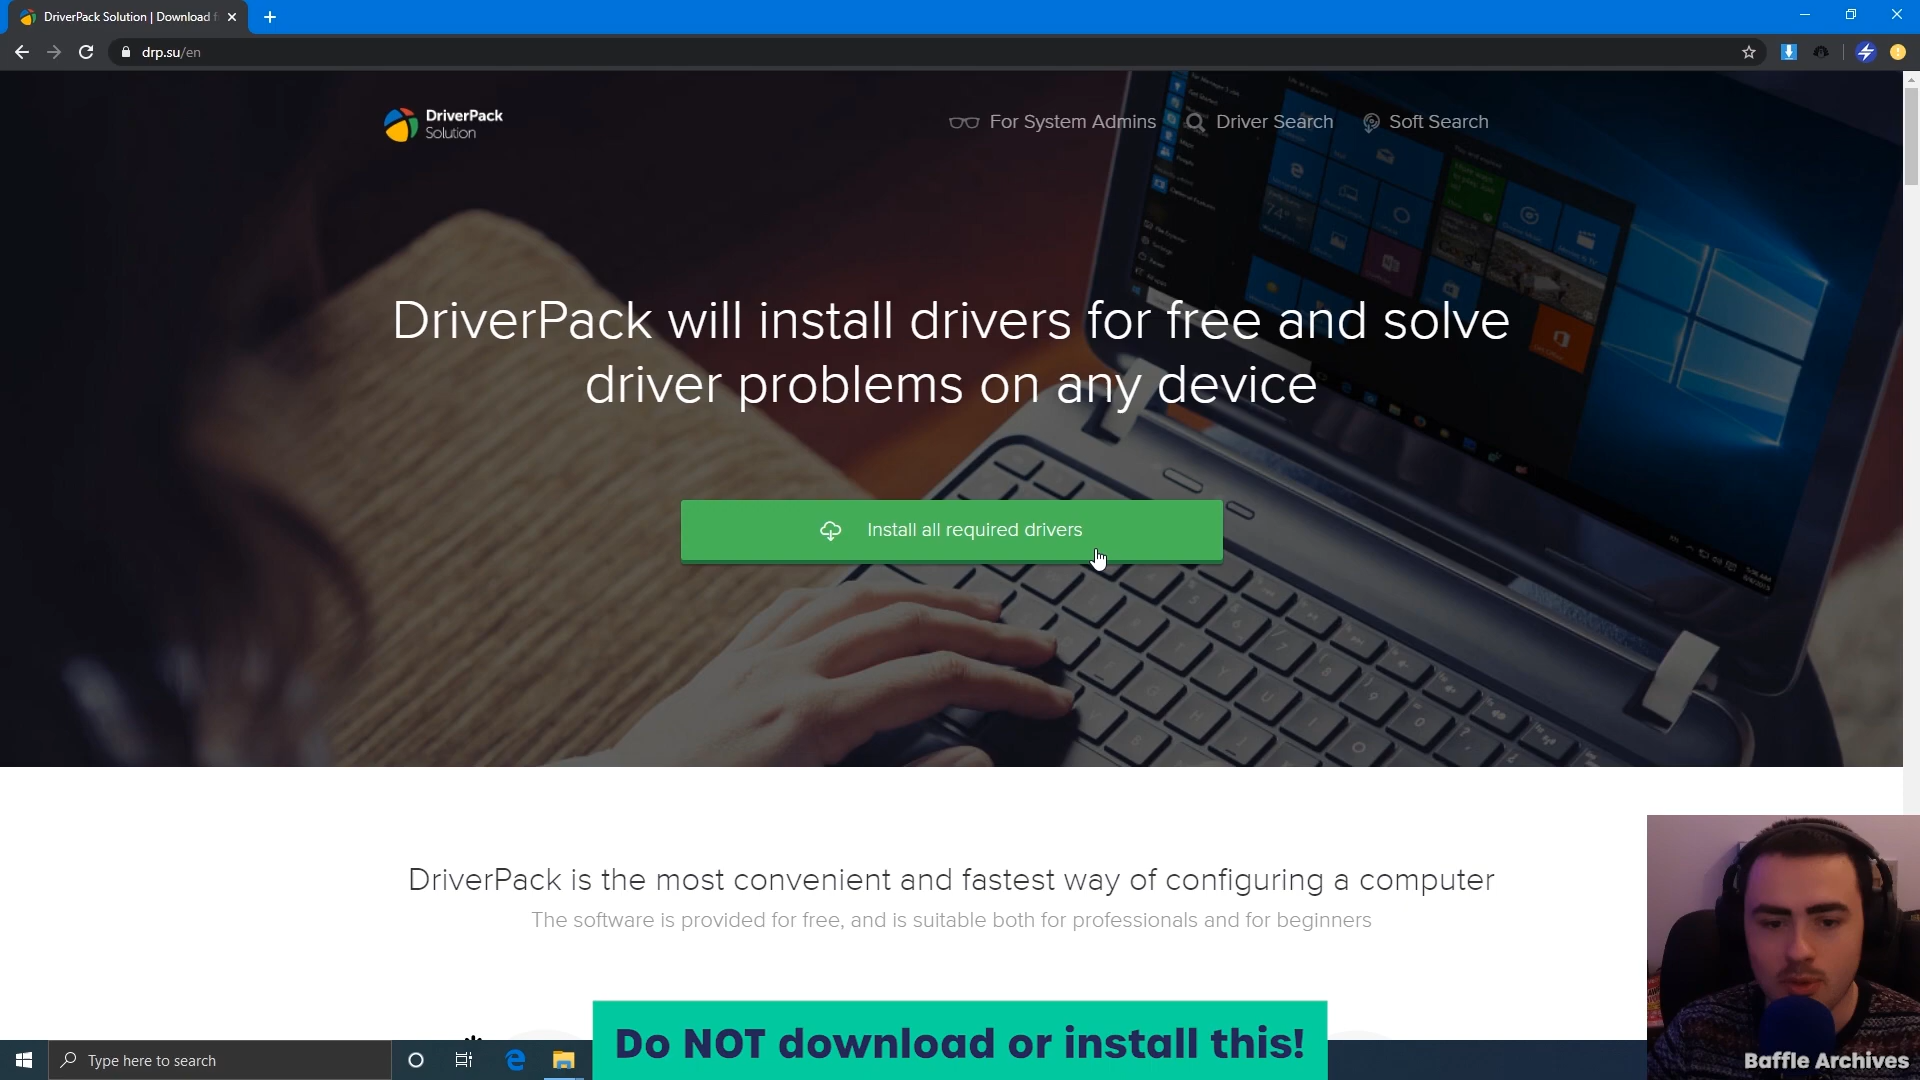 DriverPack Solution | Download f
drp.su/en
DriverPack
Solution
For System Admins
Driver Search
Soft Search
DriverPack will install drivers for free and solve
driver problems on any device
Install all required drivers
DriverPack is the most convenient and fastest way of configuring a computer
The software is provided for free, and is suitable both for professionals and for beginners
Do NOT download or install this!
Type here to search
Baffle Archives